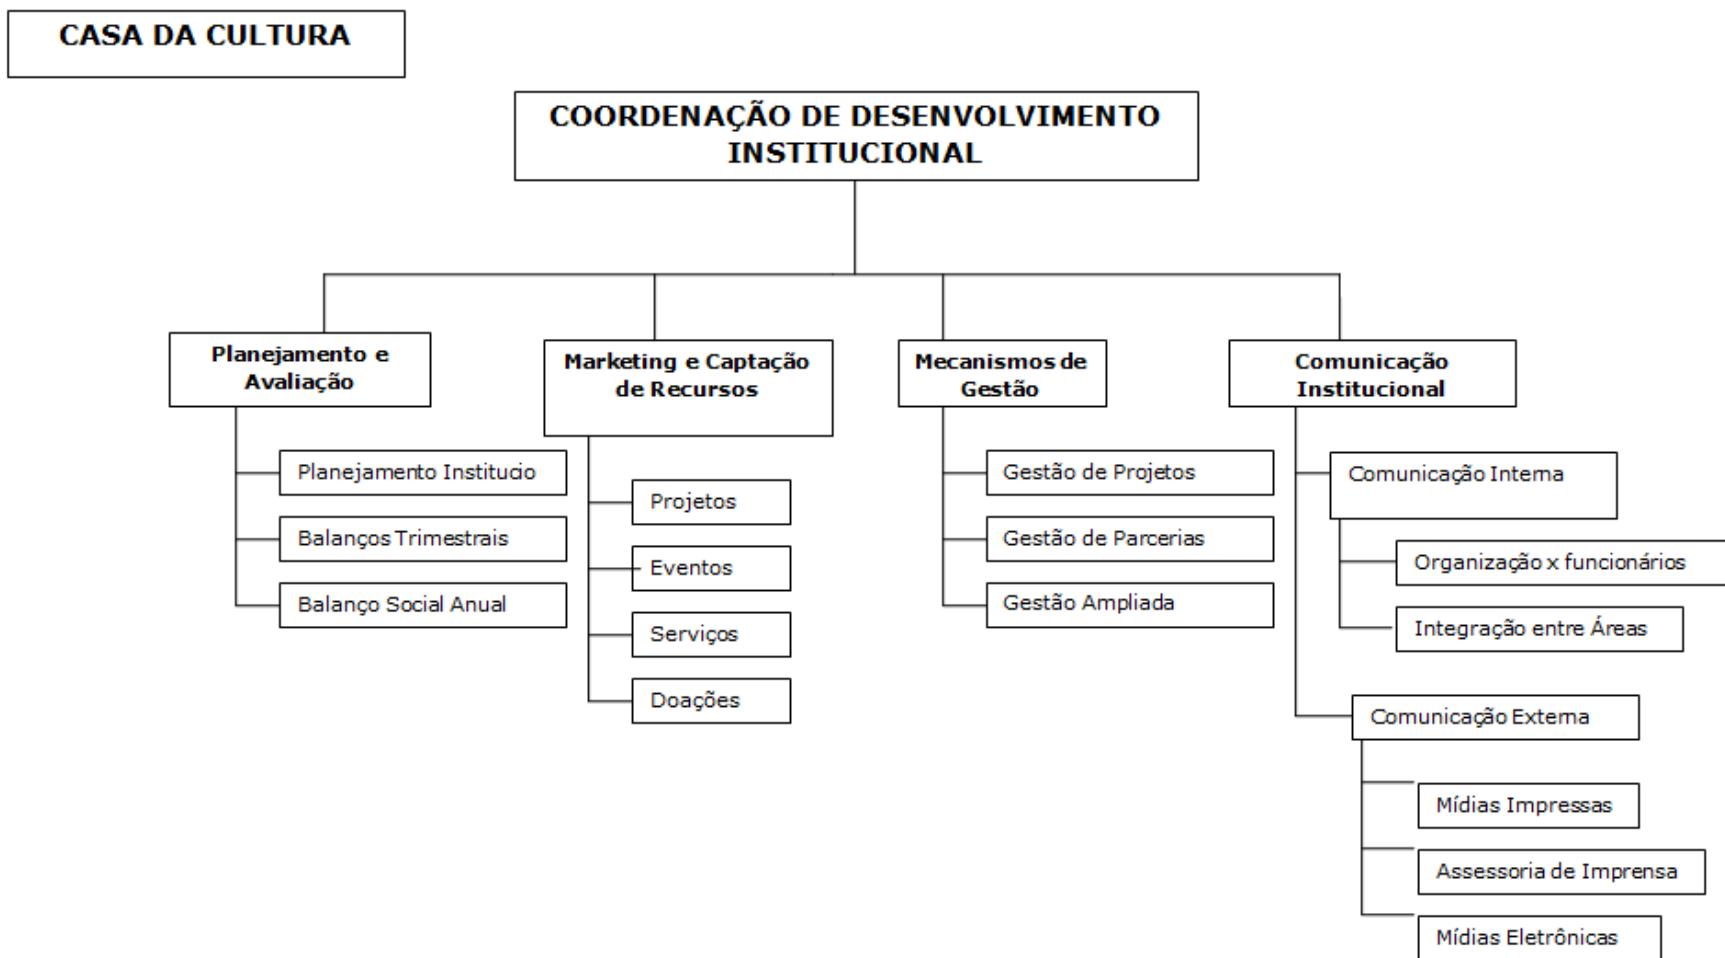 CASA DA CULTURA
COORDENAÇÃO DE DESENVOLVIMENTO
INSTITUCIONAL
Planejamento e
Avaliação
Planejamento Institucio
Balanços Trimestrais
Balanço Social Anual
Marketing e Captação
de Recursos
Projetos
Eventos
Serviços
Doações
Mecanismos de
Gestão
Gestão de Projetos
Gestão de Parcerias
Gestão Ampliada
Comunicação
Institucional
Comunicação Interna
Organização x funcionários
Integração entre Áreas
Comunicação Externa
Mídias Impressas
Assessoria de Imprensa
Mídias Eletrônicas